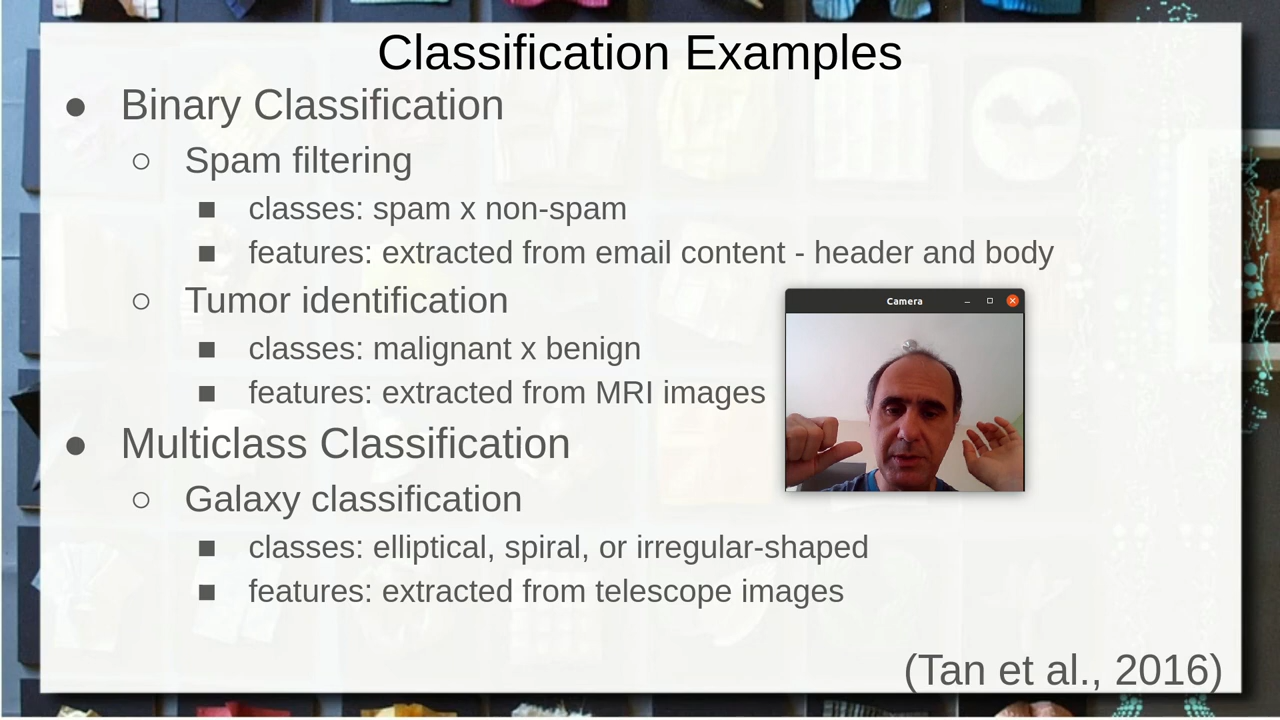 Classification Examples
● Binary Classification
○ Spam filtering
■ classes: spam x non-spam
■ features: extracted from email content - header and body
○ Tumor identification
■ classes: malignant x benign
■ features: extracted from MRI images
Camera
● Multiclass Classification
○ Galaxy classification
■ classes: elliptical, spiral, or irregular-shaped
■ features: extracted from telescope images
(Tan et al., 2016)